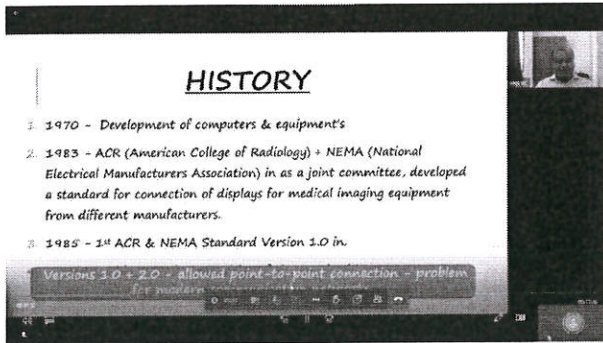 HISTORY
1. 1970 - Development of computers & equipment's
2. 1983 - ACR (American College of Radiology) + NEMA (National
Electrical Manufacturers Association) in as a joint committee, developed
a standard for connection of displays for medical imaging equipment
from different manufacturers.
3. 1985 - 1st ACR & NEMA Standard Version 1.0 in.
Versions 1.0 + 2.0 - allowed point-to-point connection - problem
for modern